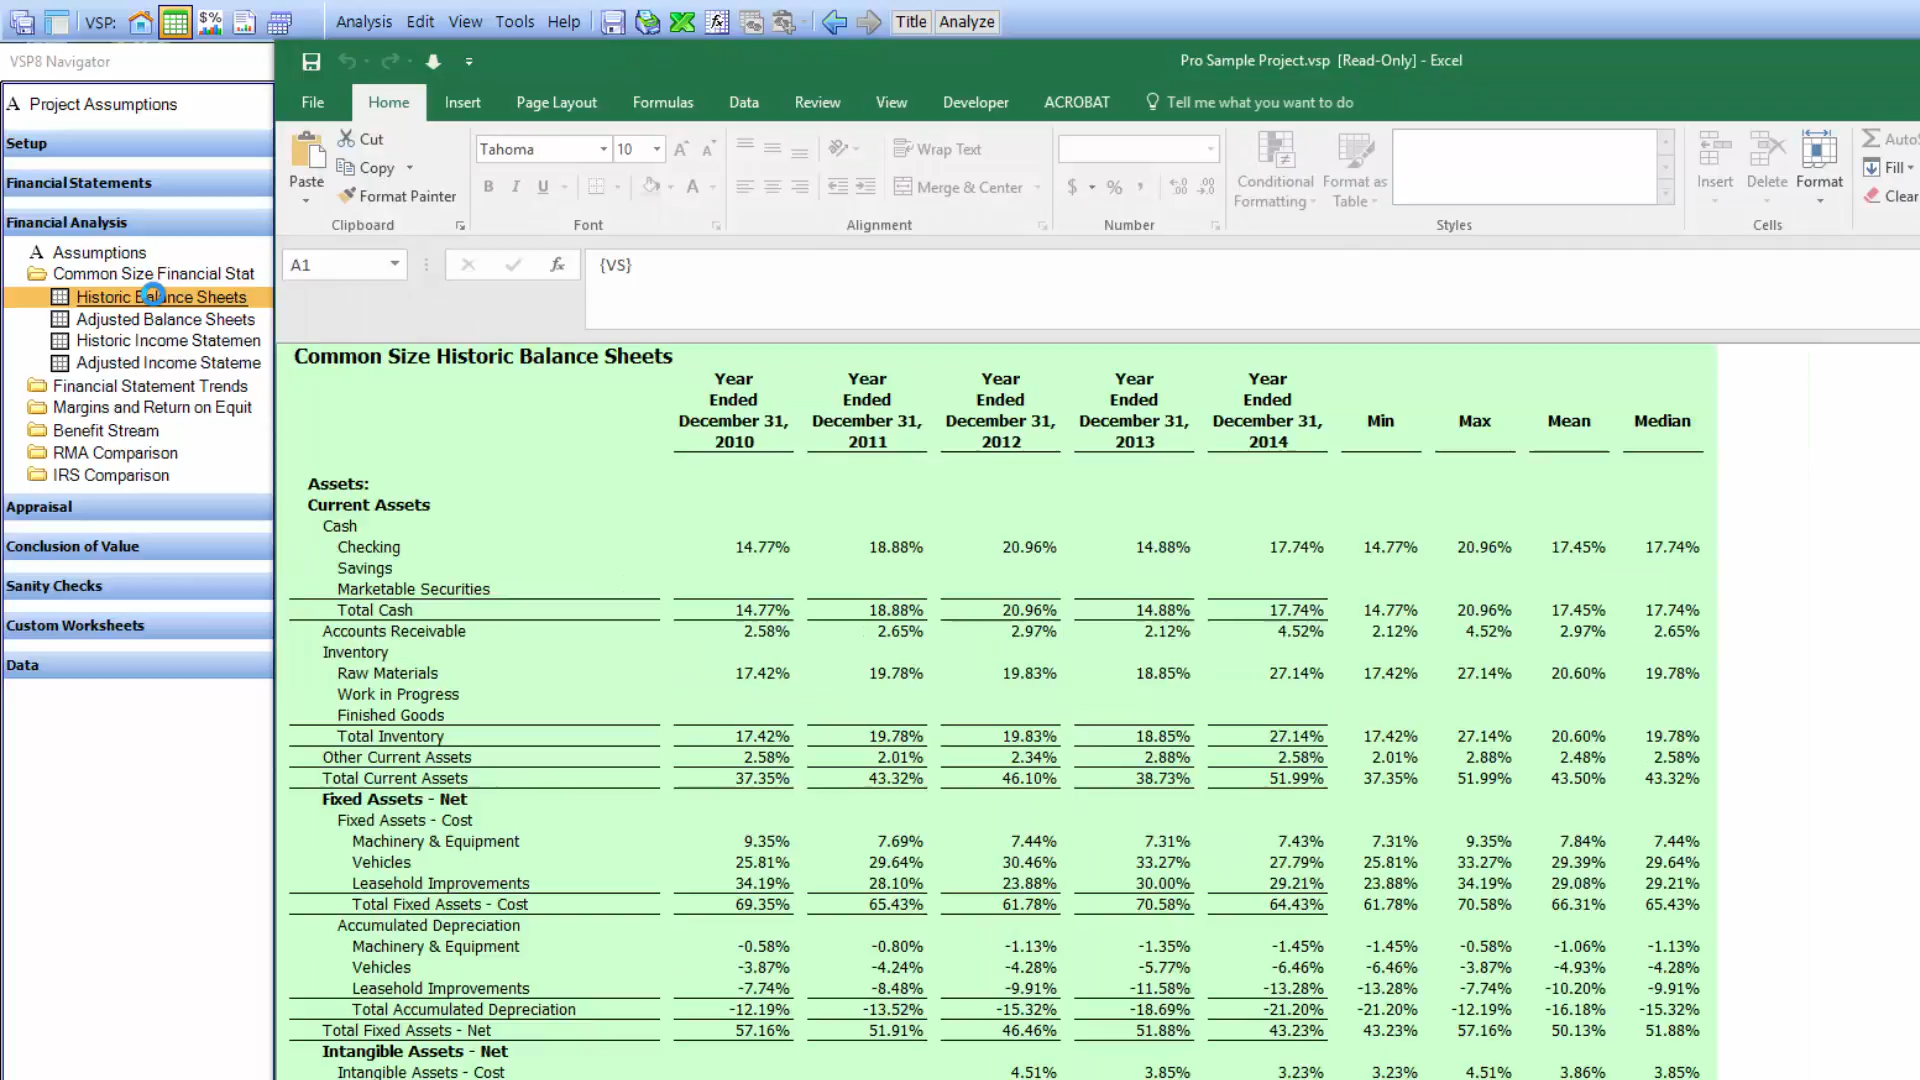 VSP: $% Analysis Edit View Tools Help fx Title Analyze
VSP8 Navigator
Pro Sample Project.vsp [Read-Only] - Excel
A Project Assumptions
Setup
Financial Statements
Financial Analysis
A Assumptions
Common Size Financial Stat
Historic Balance Sheets
Adjusted Balance Sheets
Historic Income Statemen
Adjusted Income Stateme
Financial Statement Trends
Margins and Return on Equit
Benefit Stream
RMA Comparison
IRS Comparison
Appraisal
Conclusion of Value
Sanity Checks
Custom Worksheets
Data
File Home Insert Page Layout Formulas Data Review View Developer ACROBAT Tell me what you want to do
Paste
Cut
Copy
Format Painter
Clipboard
Tahoma 10 A A
B I U A
Font
Wrap Text
Merge & Center
Alignment
$ % , .0 .00 .00 .0
Number
Conditional Formatting
Format as Table
Styles
Insert Delete Format
Cells
Auto
Fill
Clear
A1 fx {VS}
Common Size Historic Balance Sheets
Year Year Year Year Year
Ended Ended Ended Ended Ended
December 31, December 31, December 31, December 31, December 31, Min Max Mean Median
2010 2011 2012 2013 2014
Assets:
Current Assets
Cash
Checking 14.77% 18.88% 20.96% 14.88% 17.74% 14.77% 20.96% 17.45% 17.74%
Savings
Marketable Securities
Total Cash 14.77% 18.88% 20.96% 14.88% 17.74% 14.77% 20.96% 17.45% 17.74%
Accounts Receivable 2.58% 2.65% 2.97% 2.12% 4.52% 2.12% 4.52% 2.97% 2.65%
Inventory
Raw Materials 17.42% 19.78% 19.83% 18.85% 27.14% 17.42% 27.14% 20.60% 19.78%
Work in Progress
Finished Goods
Total Inventory 17.42% 19.78% 19.83% 18.85% 27.14% 17.42% 27.14% 20.60% 19.78%
Other Current Assets 2.58% 2.01% 2.34% 2.88% 2.58% 2.01% 2.88% 2.48% 2.58%
Total Current Assets 37.35% 43.32% 46.10% 38.73% 51.99% 37.35% 51.99% 43.50% 43.32%
Fixed Assets - Net
Fixed Assets - Cost
Machinery & Equipment 9.35% 7.69% 7.44% 7.31% 7.43% 7.31% 9.35% 7.84% 7.44%
Vehicles 25.81% 29.64% 30.46% 33.27% 27.79% 25.81% 33.27% 29.39% 29.64%
Leasehold Improvements 34.19% 28.10% 23.88% 30.00% 29.21% 23.88% 34.19% 29.08% 29.21%
Total Fixed Assets - Cost 69.35% 65.43% 61.78% 70.58% 64.43% 61.78% 70.58% 66.31% 65.43%
Accumulated Depreciation
Machinery & Equipment -0.58% -0.80% -1.13% -1.35% -1.45% -1.45% -0.58% -1.06% -1.13%
Vehicles -3.87% -4.24% -4.28% -5.77% -6.46% -6.46% -3.87% -4.93% -4.28%
Leasehold Improvements -7.74% -8.48% -9.91% -11.58% -13.28% -13.28% -7.74% -10.20% -9.91%
Total Accumulated Depreciation -12.19% -13.52% -15.32% -18.69% -21.20% -21.20% -12.19% -16.18% -15.32%
Total Fixed Assets - Net 57.16% 51.91% 46.46% 51.88% 43.23% 43.23% 57.16% 50.13% 51.88%
Intangible Assets - Net
Intangible Assets - Cost 4.51% 3.85% 3.23% 3.23% 4.51% 3.86% 3.85%